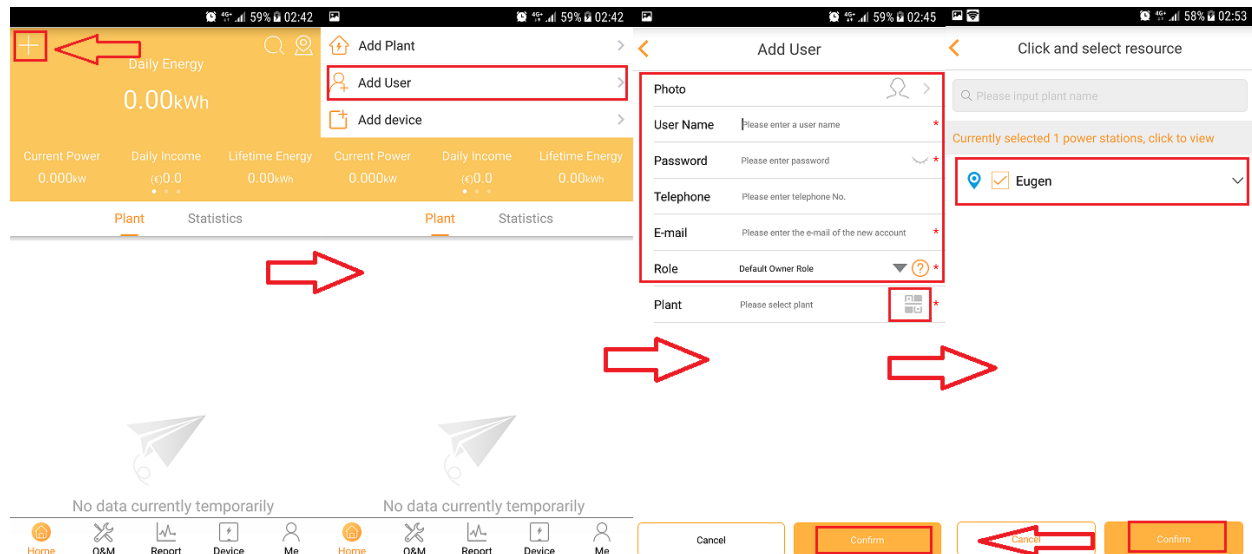 4G+ 59% 02:42
Daily Energy
0.00kWh
Current Power Daily Income Lifetime Energy
0.000kw (€)0.0 0.00kWh
Plant Statistics
No data currently temporarily
Home O&M Report Device Me
4G+ 59% 02:42
Add Plant
Add User
Add device
Current Power Daily Income Lifetime Energy
0.000kw (€)0.0 0.00kWh
Plant Statistics
No data currently temporarily
Home O&M Report Device Me
4G+ 59% 02:45
Add User
Photo
User Name Please enter a user name *
Password Please enter password *
Telephone Please enter telephone No.
E-mail Please enter the e-mail of the new account *
Role Default Owner Role ? *
Plant Please select plant *
Cancel Confirm
4G+ 58% 02:53
Click and select resource
Please input plant name
Currently selected 1 power stations, click to view
Eugen
Cancel Confirm